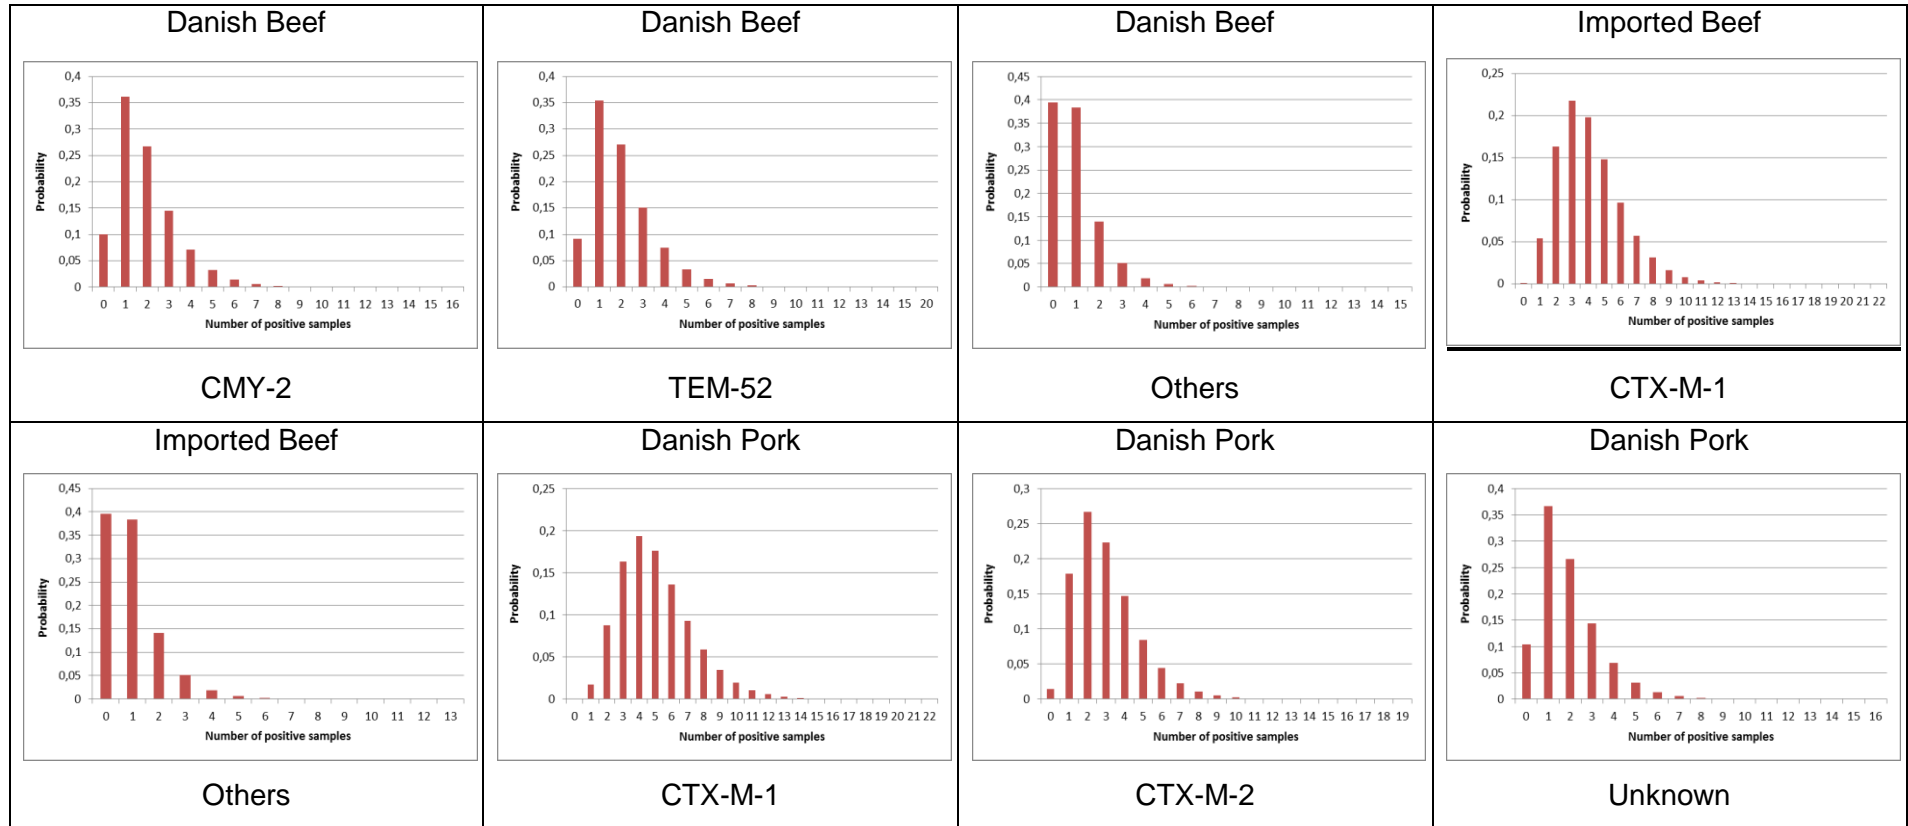 Danish Beef
0,4
0,35
0,3
0,25
0,2
0,15
0,1
0,05
0
Probability
0 1 2 3 4 5 6 7 8 9 10 11 12 13 14 15 16
Number of positive samples
CMY-2
Danish Beef
0,4
0,35
0,3
0,25
0,2
0,15
0,1
0,05
0
Probability
0 1 2 3 4 5 6 7 8 9 10 11 12 13 14 15 20
Number of positive samples
TEM-52
Danish Beef
0,45
0,4
0,35
0,3
0,25
0,2
0,15
0,1
0,05
0
Probability
0 1 2 3 4 5 6 7 8 9 10 11 12 13 14 15
Number of positive samples
Others
Imported Beef
0,25
0,2
0,15
0,1
0,05
0
Probability
0 1 2 3 4 5 6 7 8 9 10 11 12 13 14 15 16 17 18 19 20 21 22
Number of positive samples
CTX-M-1
Imported Beef
0,45
0,4
0,35
0,3
0,25
0,2
0,15
0,1
0,05
0
Probability
0 1 2 3 4 5 6 7 8 9 10 11 12 13
Number of positive samples
Others
Danish Pork
0,25
0,2
0,15
0,1
0,05
0
Probability
0 1 2 3 4 5 6 7 8 9 10 11 12 13 14 15 16 17 18 19 20 21 22
Number of positive samples
CTX-M-1
Danish Pork
0,3
0,25
0,2
0,15
0,1
0,05
0
Probability
0 1 2 3 4 5 6 7 8 9 10 11 12 13 14 15 16 17 18 19
Number of positive samples
CTX-M-2
Danish Pork
0,4
0,35
0,3
0,25
0,2
0,15
0,1
0,05
0
Probability
0 1 2 3 4 5 6 7 8 9 10 11 12 13 14 15 16
Number of positive samples
Unknown